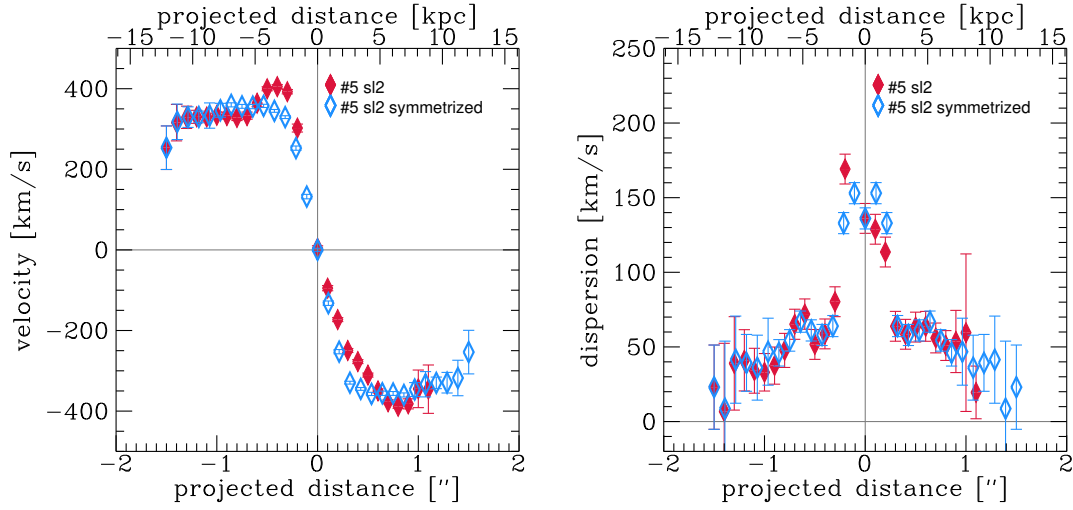 projected distance [kpc]
−15 −10 −5 0 5 10 15
400
200
0
−200
−400
velocity [km/s]
#5 sl2
#5 sl2 symmetrized
−2 −1 0 1 2
projected distance ["]
projected distance [kpc]
−15 −10 −5 0 5 10 15
250
200
150
100
50
0
dispersion [km/s]
#5 sl2
#5 sl2 symmetrized
−2 −1 0 1 2
projected distance ["]